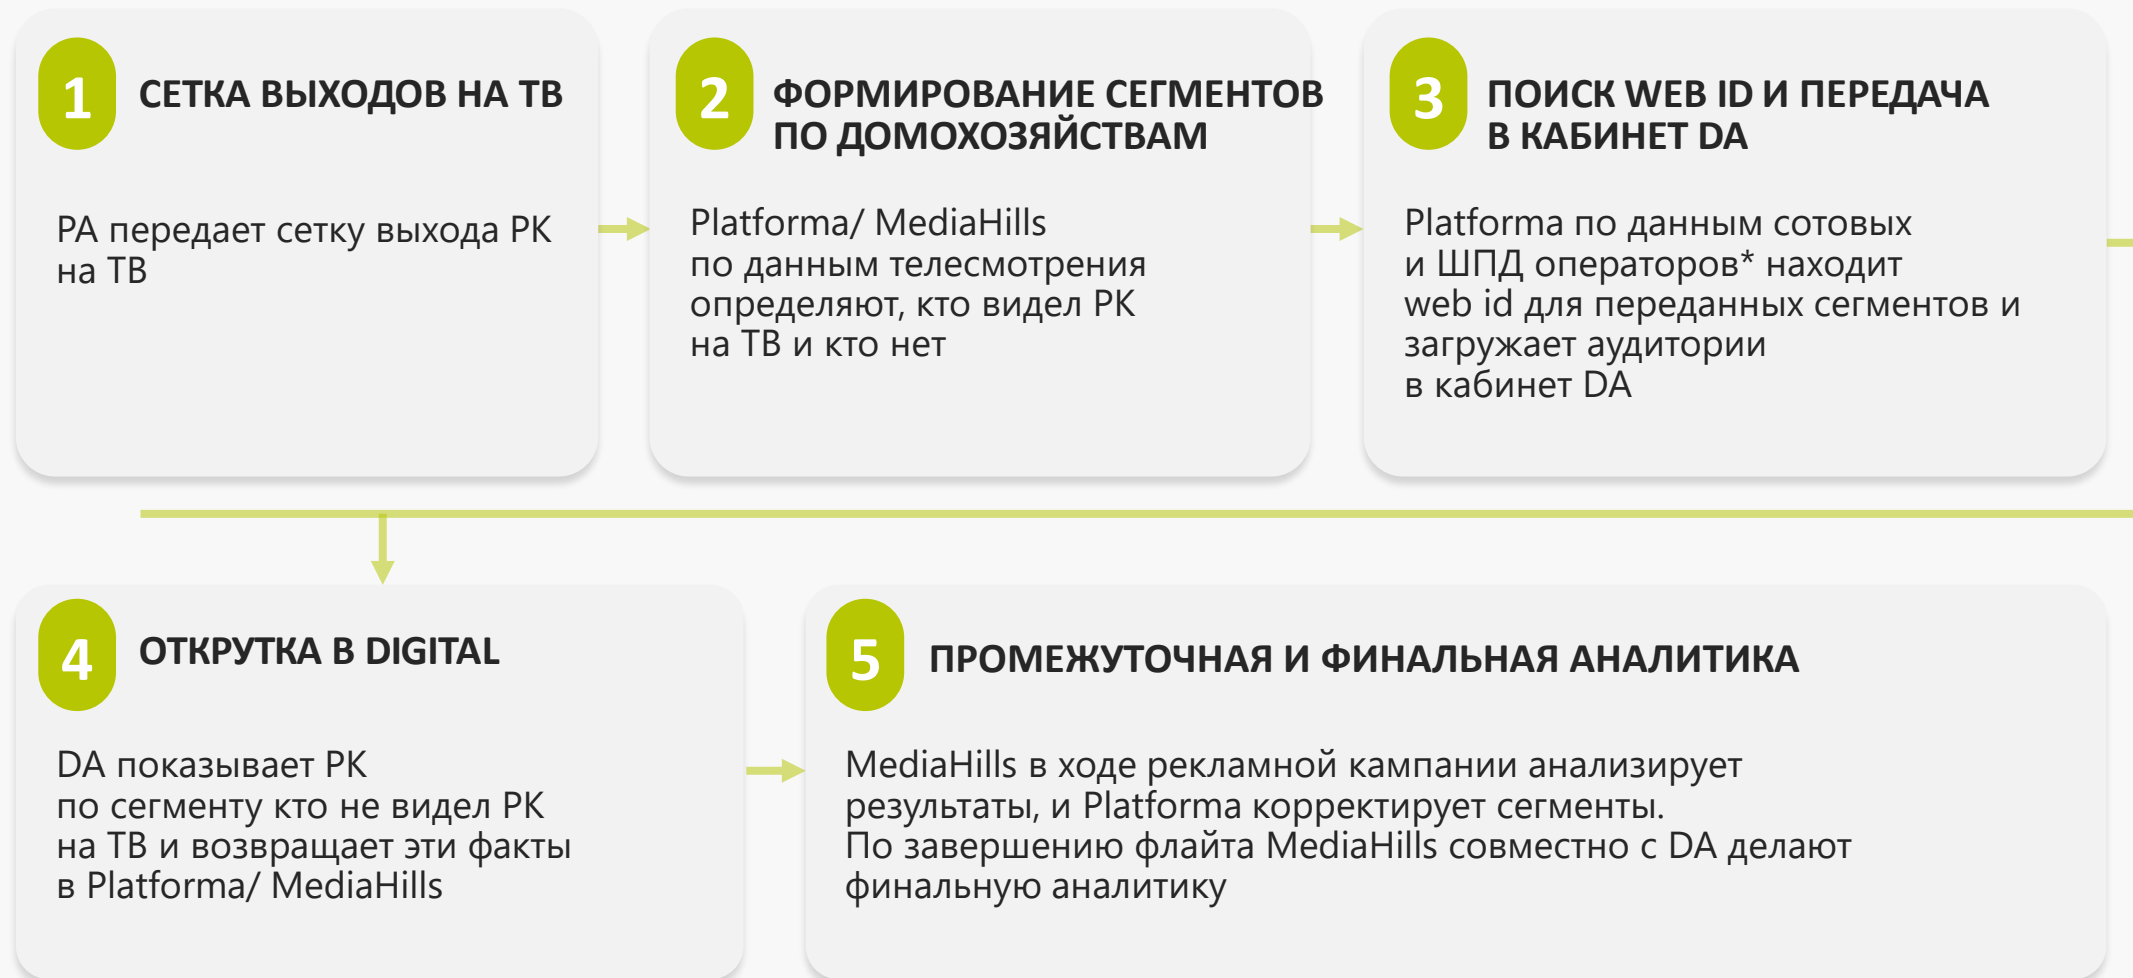 1
СЕТКА ВЫХОДОВ НА ТВ
РА передает сетку выхода РК
на ТВ
2
ФОРМИРОВАНИЕ СЕГМЕНТОВ
ПО ДОМОХОЗЯЙСТВАМ
Platforma/ MediaHills
по данным телесмотрения
определяют, кто видел РК
на ТВ и кто нет
3
ПОИСК WEB ID И ПЕРЕДАЧА
В КАБИНЕТ DA
Platforma по данным сотовых
и ШПД операторов* находит
web id для переданных сегментов и
загружает аудитории
в кабинет DA
4
ОТКРУТКА В DIGITAL
DA показывает РК
по сегменту кто не видел РК
на ТВ и возвращает эти факты
в Platforma/ MediaHills
5
ПРОМЕЖУТОЧНАЯ И ФИНАЛЬНАЯ АНАЛИТИКА
MediaHills в ходе рекламной кампании анализирует
результаты, и Platforma корректирует сегменты.
По завершению флайта MediaHills совместно с DA делают
финальную аналитику